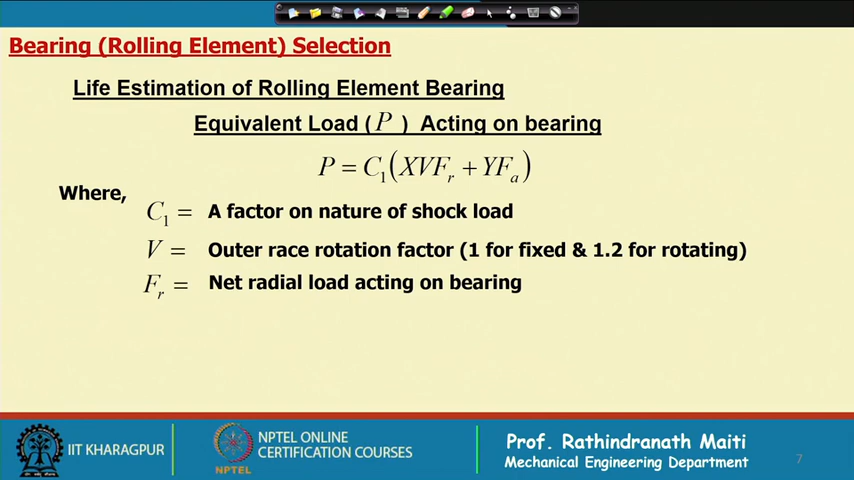 Bearing (Rolling Element) Selection
Life Estimation of Rolling Element Bearing
Equivalent Load ( P ) Acting on bearing
P = C₁(XVFᵣ + YFₐ)
Where,
C₁ = A factor on nature of shock load
V = Outer race rotation factor (1 for fixed & 1.2 for rotating)
Fᵣ = Net radial load acting on bearing
IIT KHARAGPUR
NPTEL
NPTEL ONLINE
CERTIFICATION COURSES
Prof. Rathindranath Maiti
Mechanical Engineering Department
7